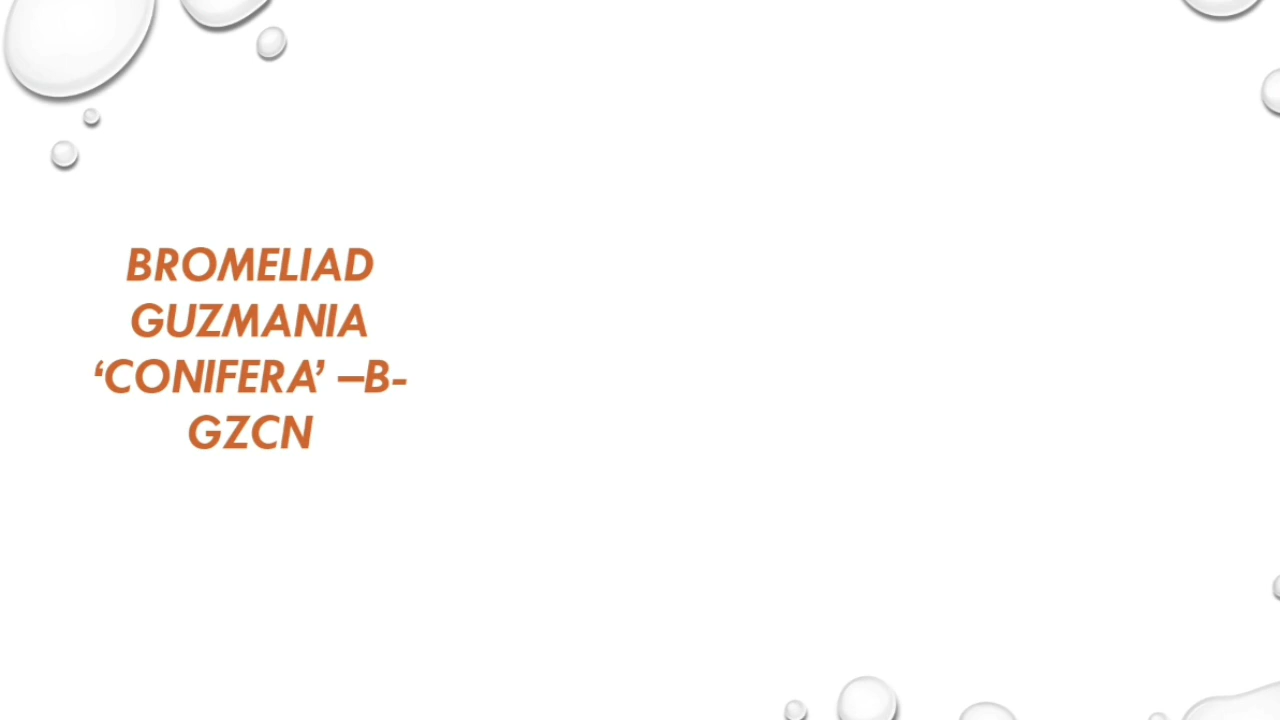 BROMELIAD
GUZMANIA
‘CONIFERA’ –B-
GZCN